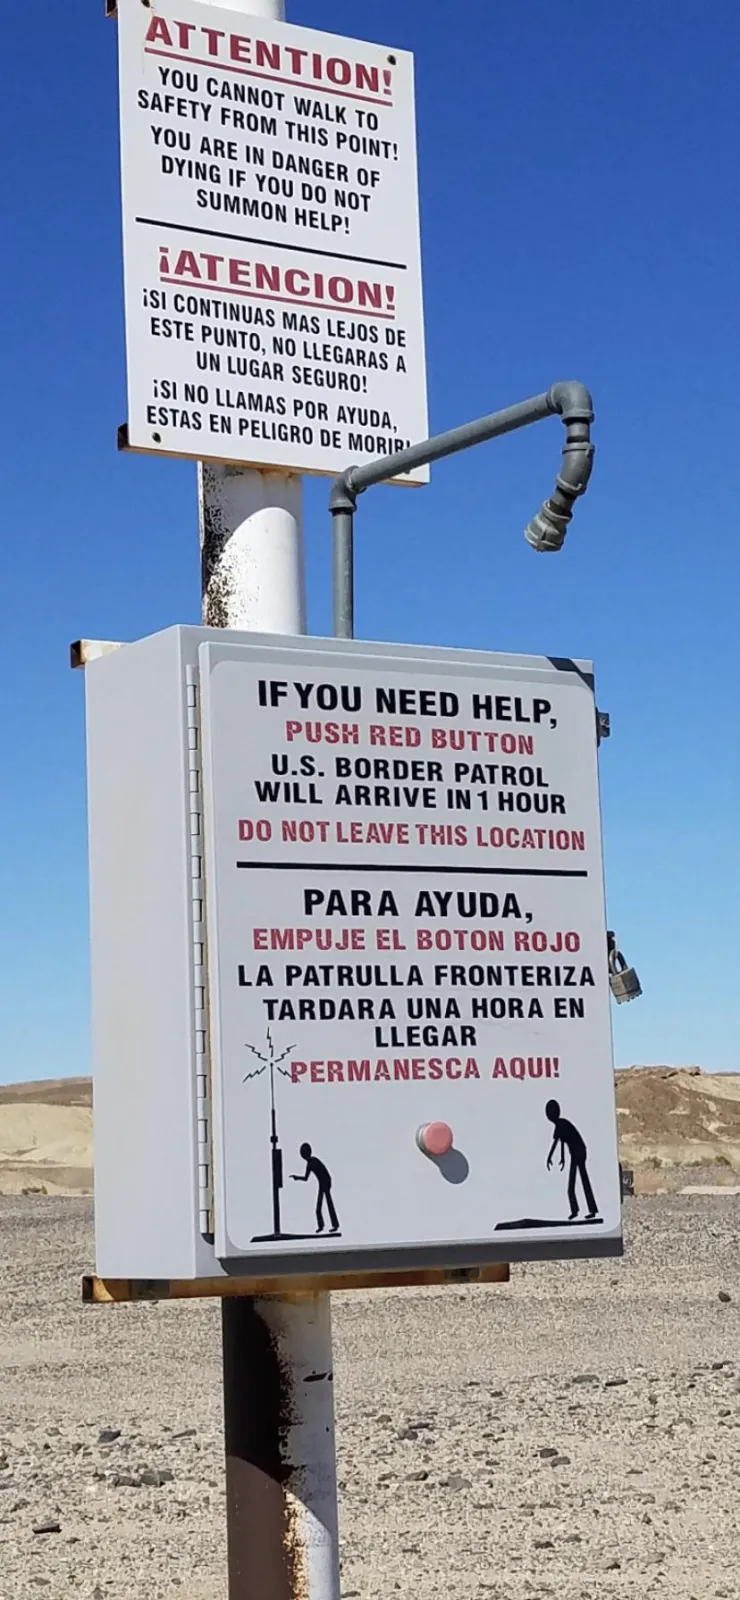 ATTENTION!
YOU CANNOT WALK TO
SAFETY FROM THIS POINT!
YOU ARE IN DANGER OF
DYING IF YOU DO NOT
SUMMON HELP!
¡ATENCION!
¡SI CONTINUAS MAS LEJOS DE
ESTE PUNTO, NO LLEGARAS A
UN LUGAR SEGURO!
¡SI NO LLAMAS POR AYUDA,
ESTAS EN PELIGRO DE MORIR!
IF YOU NEED HELP,
PUSH RED BUTTON
U.S. BORDER PATROL
WILL ARRIVE IN 1 HOUR
DO NOT LEAVE THIS LOCATION
PARA AYUDA,
EMPUJE EL BOTON ROJO
LA PATRULLA FRONTERIZA
TARDARA UNA HORA EN
LLEGAR
PERMANESCA AQUI!